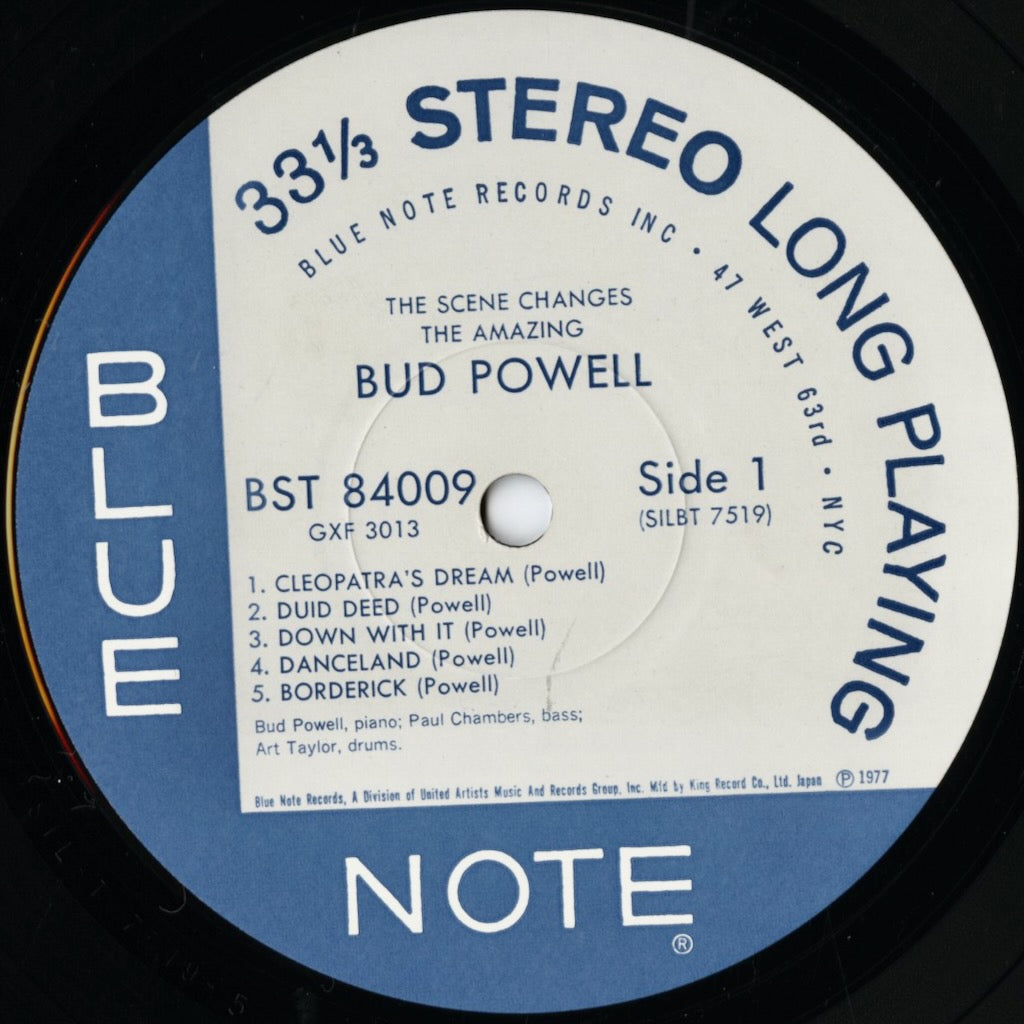 33⅓ STEREO LONG PLAYING
BLUE NOTE RECORDS INC • 47 WEST 63rd • NYC
THE SCENE CHANGES
THE AMAZING
BUD POWELL
BST 84009
GXF 3013
Side 1
(SILBT 7519)
1. CLEOPATRA'S DREAM (Powell)
2. DUID DEED (Powell)
3. DOWN WITH IT (Powell)
4. DANCELAND (Powell)
5. BORDERICK (Powell)
Bud Powell, piano; Paul Chambers, bass;
Art Taylor, drums.
Blue Note Records, A Division of United Artists Music And Records Group, Inc. Mfd by King Record Co., Ltd. Japan ℗ 1977
BLUE
NOTE
®